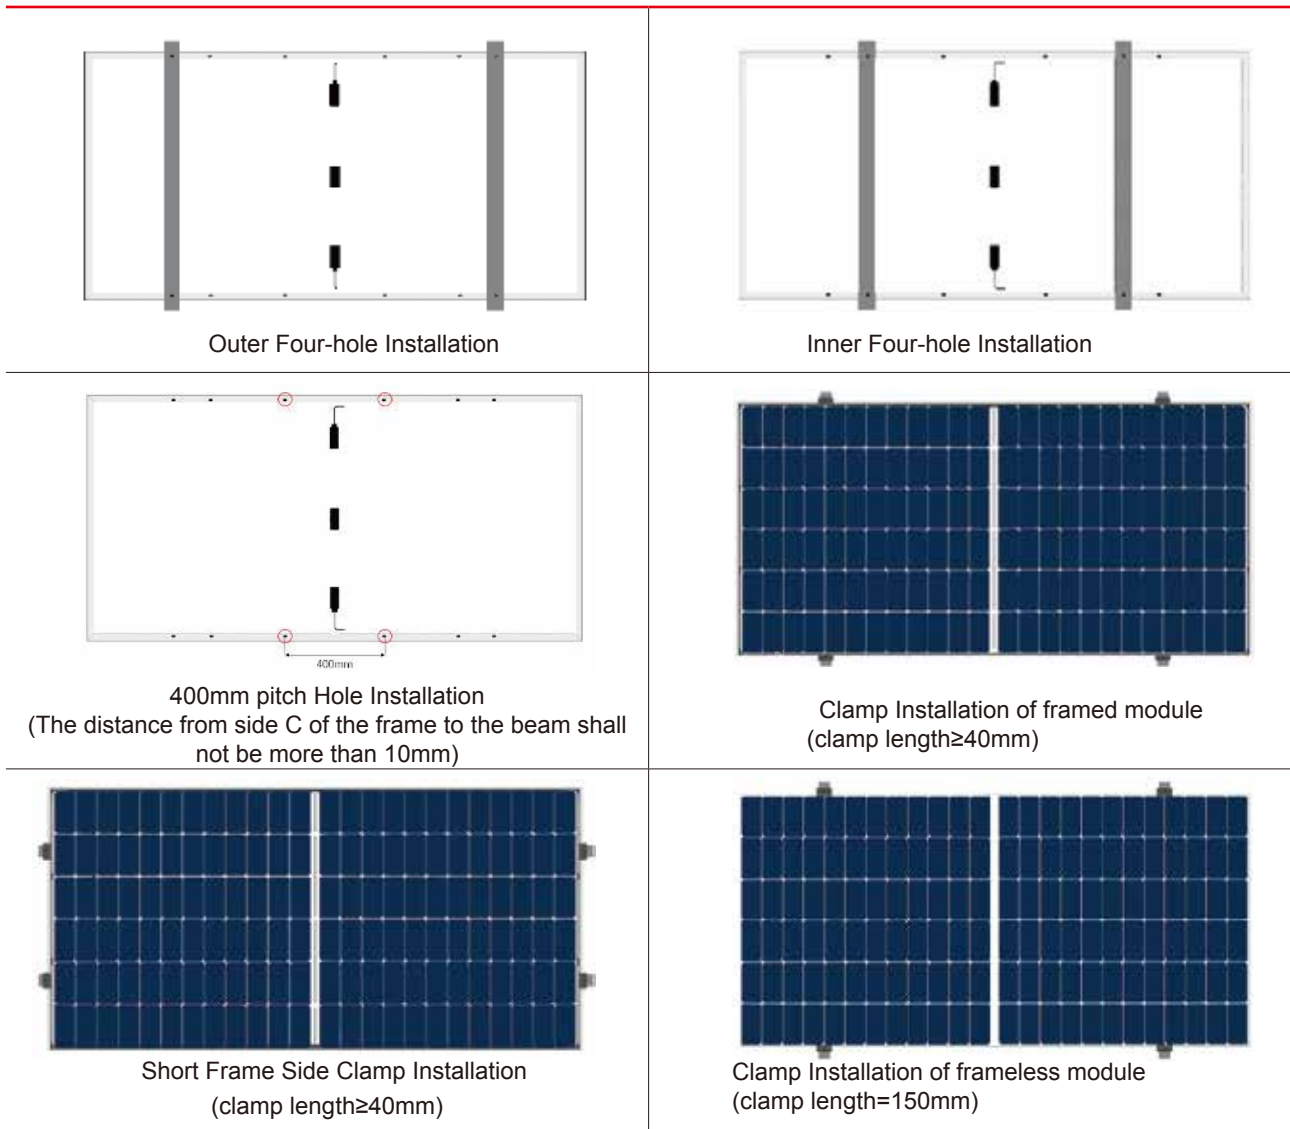 Outer Four-hole Installation
Inner Four-hole Installation
400mm
400mm pitch Hole Installation
(The distance from side C of the frame to the beam shall
not be more than 10mm)
Clamp Installation of framed module
(clamp length≥40mm)
Short Frame Side Clamp Installation
(clamp length≥40mm)
Clamp Installation of frameless module
(clamp length=150mm)